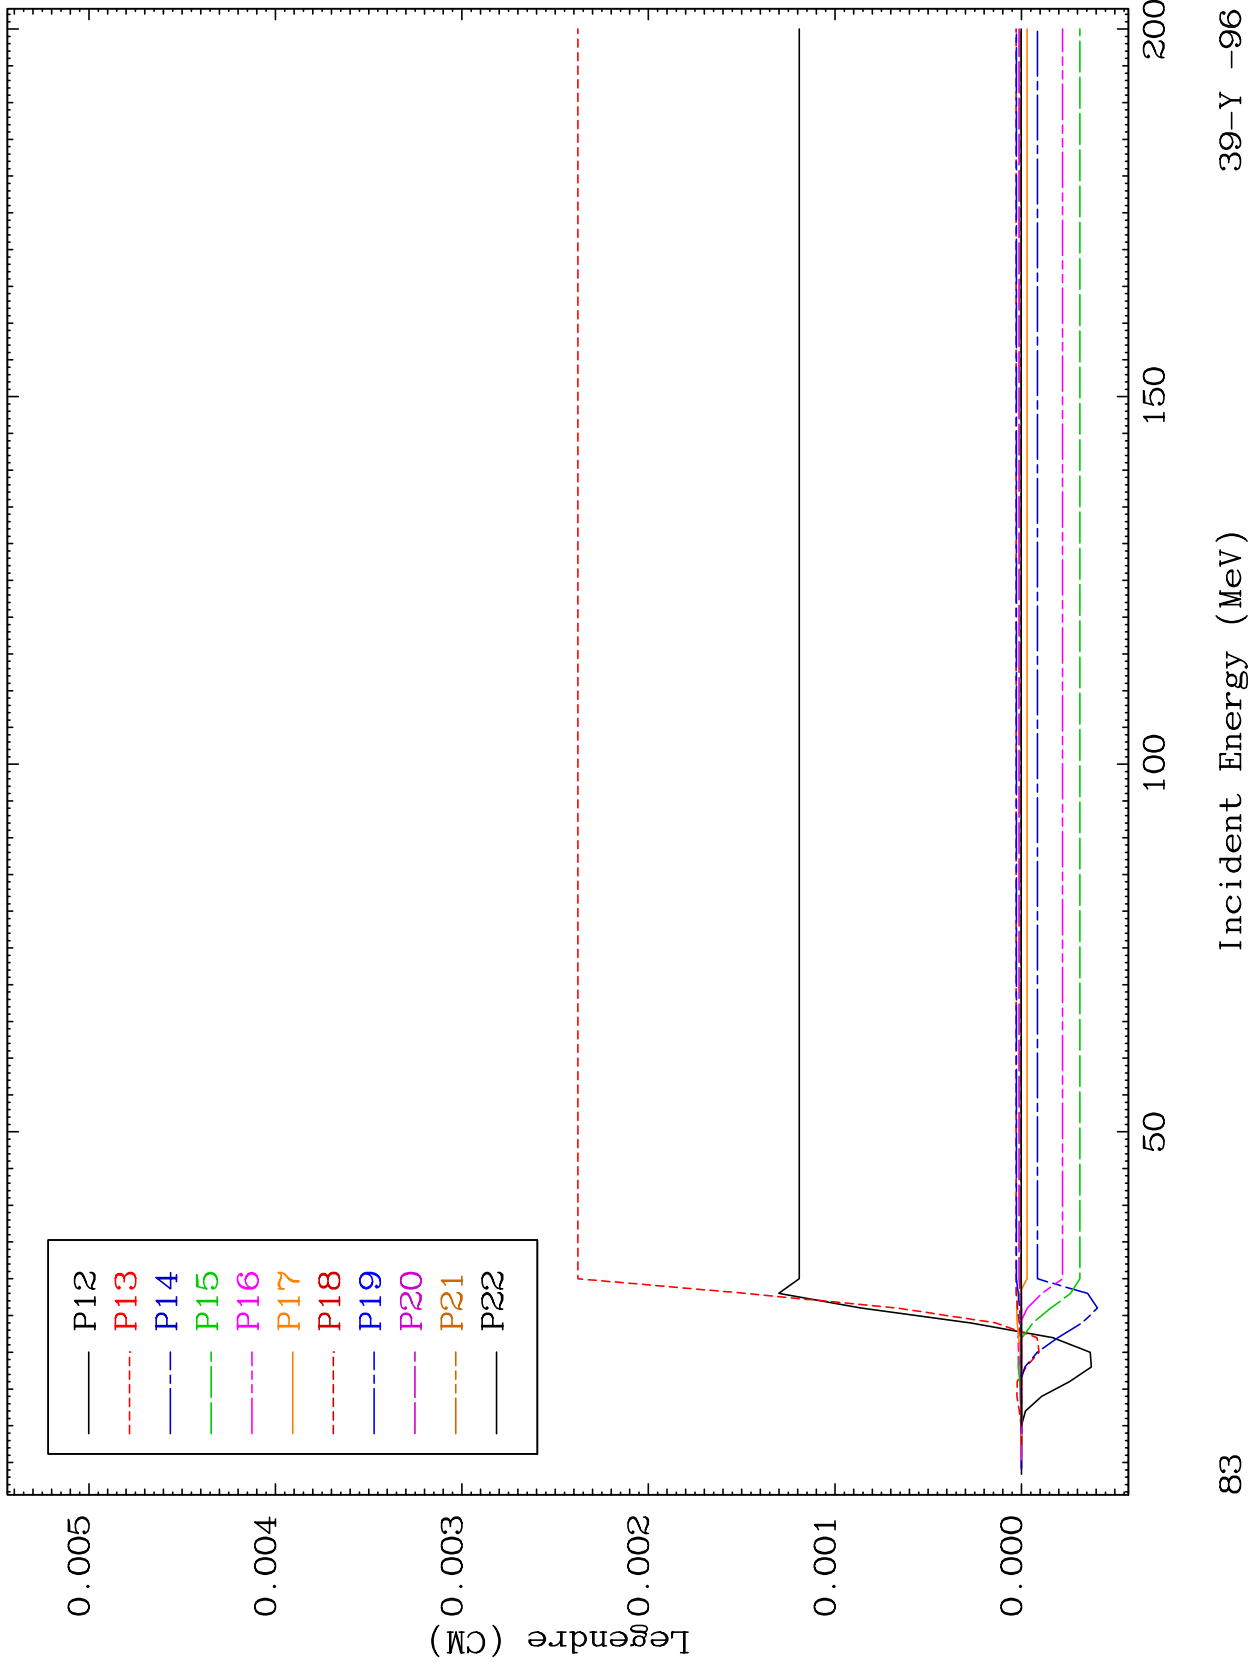 P12
P13
P14
P15
P16
P17
P18
P19
P20
P21
P22
0.005
0.004
0.003
0.002
0.001
0.000
Legendre (CM)
50
100
150
200
Incident Energy (MeV)
83
39-Y -96